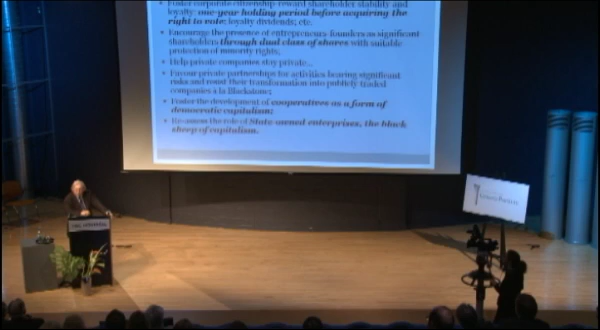 Foster corporate citizenship-reward shareholder stability and
loyalty: one-year holding period before acquiring the
right to vote; loyalty dividends; etc.
Encourage the presence of entrepreneurs-founders as significant
shareholders through dual class of shares with suitable
protection of minority rights;
Help private companies stay private...
Favour private partnerships for activities bearing significant
risks and resist their transformation into publicly traded
companies à la Blackstone;
Foster the development of cooperatives as a form of
democratic capitalism;
Re-assess the role of State owned enterprises, the black
sheep of capitalism.